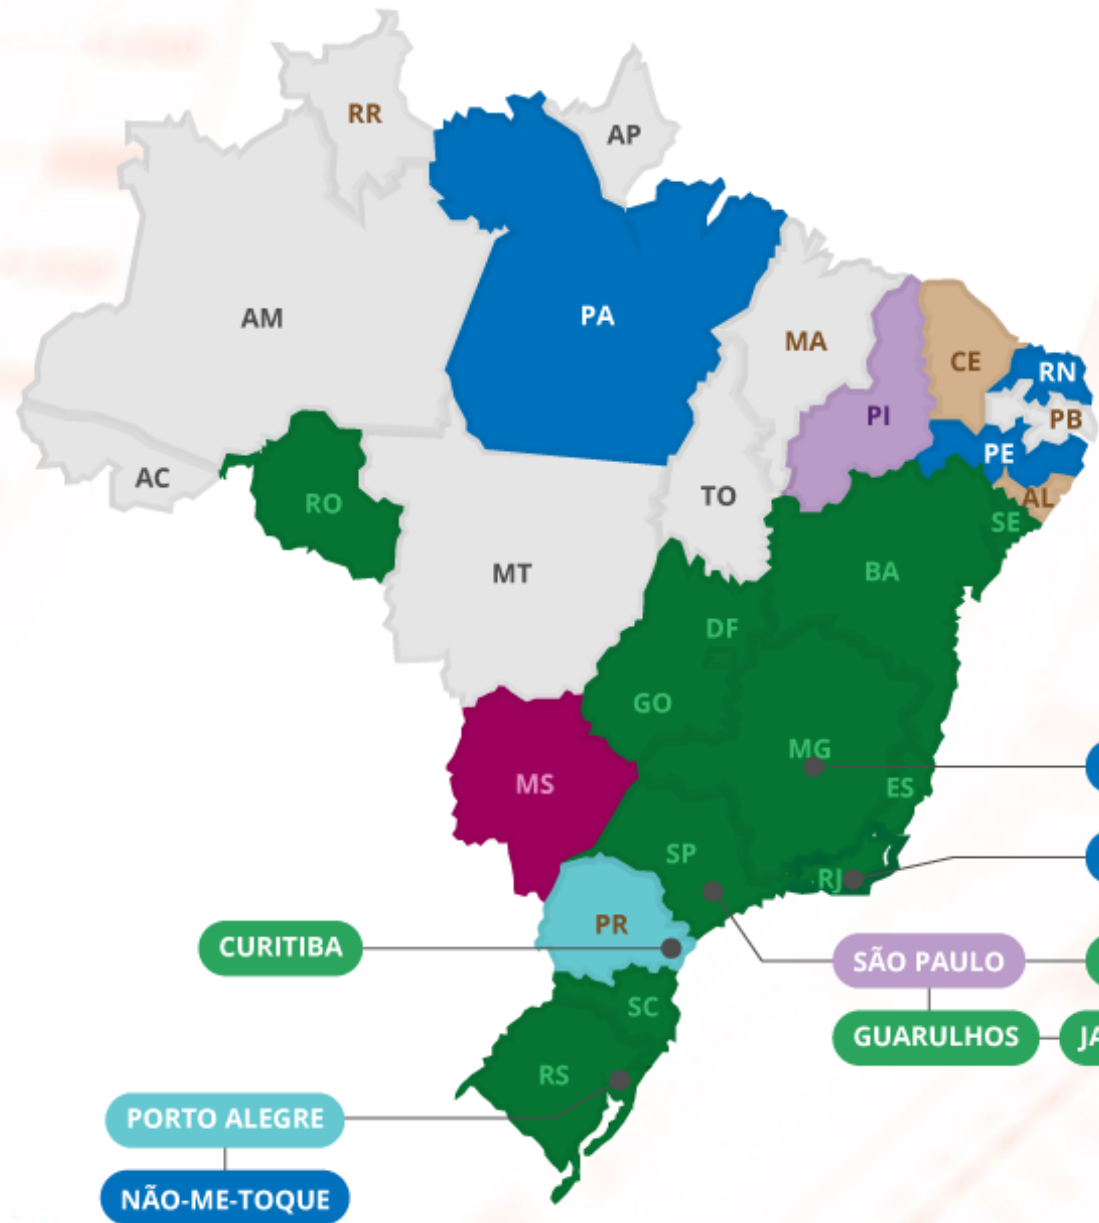 RR
AP
AM
PA
MA
CE
RN
PI
PB
PE
AC
RO
TO
AL
SE
MT
BA
DF
GO
MG
MS
ES
SP
RJ
PR
CURITIBA
SÃO PAULO
SC
GUARULHOS
JA
RS
PORTO ALEGRE
NÃO-ME-TOQUE